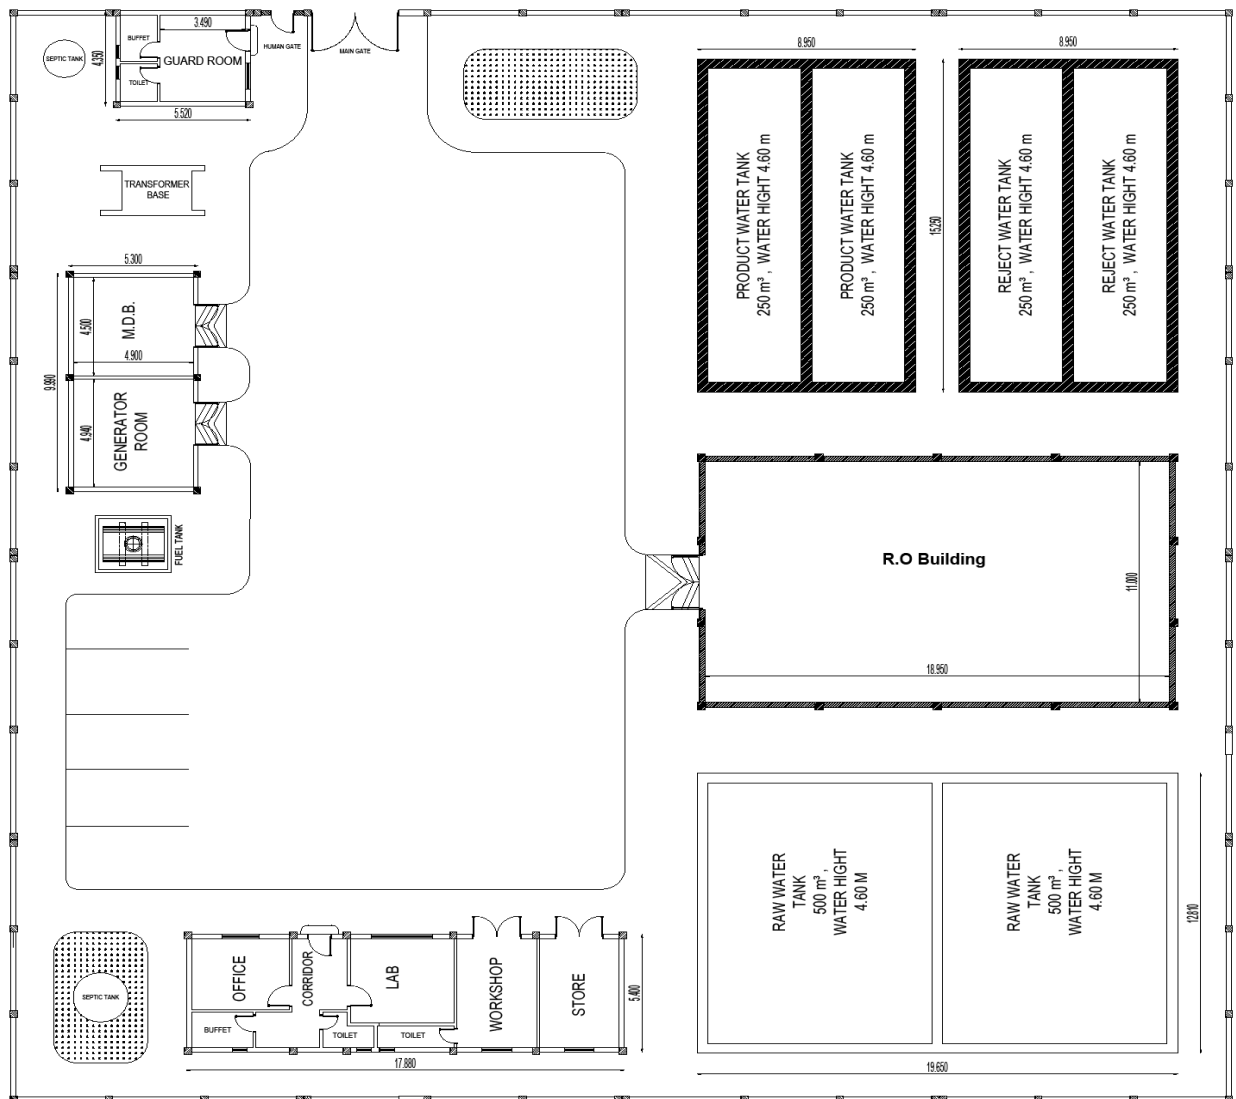 3.490
BUFFET
GUARD ROOM
TOILET
SEPTIC TANK
4.350
5.520
HUMAN GATE
MAIN GATE
TRANSFORMER
BASE
5.300
4.500
M.D.B.
4.900
9.990
4.940
GENERATOR
ROOM
FUEL TANK
8.950
8.950
PRODUCT WATER TANK
250 m³ , WATER HIGHT 4.60 m
PRODUCT WATER TANK
250 m³ , WATER HIGHT 4.60 m
15.250
REJECT WATER TANK
250 m³ , WATER HIGHT 4.60 m
REJECT WATER TANK
250 m³ , WATER HIGHT 4.60 m
R.O Building
11.000
18.950
RAW WATER
TANK
500 m³ ,
WATER HIGHT
4.60 M
RAW WATER
TANK
500 m³ ,
WATER HIGHT
4.60 M
12.810
19.650
SEPTIC TANK
OFFICE
CORRIDOR
LAB
WORKSHOP
STORE
BUFFET
TOILET
TOILET
5.400
17.880